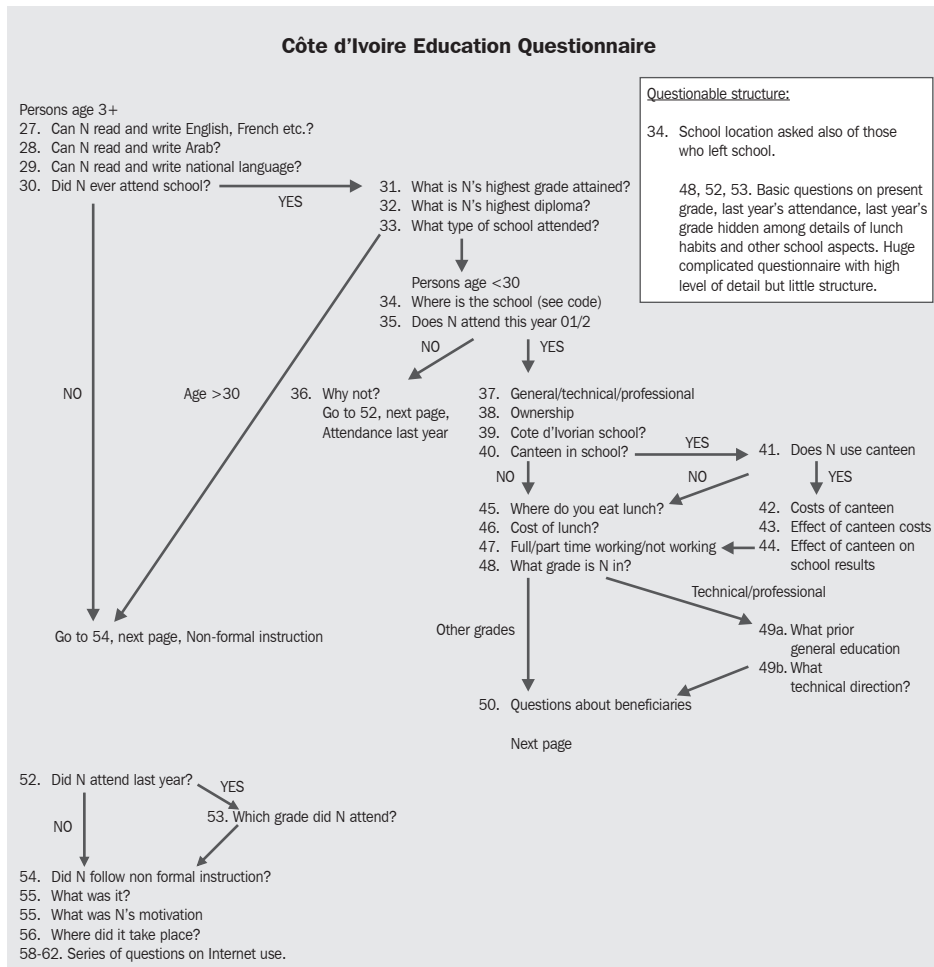 Côte d'Ivoire Education Questionnaire
Persons age 3+
27. Can N read and write English, French etc.?
28. Can N read and write Arab?
29. Can N read and write national language?
30. Did N ever attend school?
YES
31. What is N's highest grade attained?
32. What is N's highest diploma?
33. What type of school attended?
Questionable structure:
34. School location asked also of those
who left school.
48, 52, 53. Basic questions on present
grade, last year's attendance, last year's
grade hidden among details of lunch
habits and other school aspects. Huge
complicated questionnaire with high
level of detail but little structure.
Persons age <30
34. Where is the school (see code)
35. Does N attend this year 01/2
NO
YES
NO
Age >30
36. Why not?
Go to 52, next page,
Attendance last year
37. General/technical/professional
38. Ownership
39. Cote d'Ivorian school?
40. Canteen in school?
YES
41. Does N use canteen
NO
NO
YES
45. Where do you eat lunch?
46. Cost of lunch?
47. Full/part time working/not working
48. What grade is N in?
42. Costs of canteen
43. Effect of canteen costs
44. Effect of canteen on
school results
Technical/professional
Other grades
Go to 54, next page, Non-formal instruction
49a. What prior
general education
49b. What
technical direction?
50. Questions about beneficiaries
Next page
52. Did N attend last year?
YES
53. Which grade did N attend?
NO
54. Did N follow non formal instruction?
55. What was it?
55. What was N's motivation
56. Where did it take place?
58-62. Series of questions on Internet use.